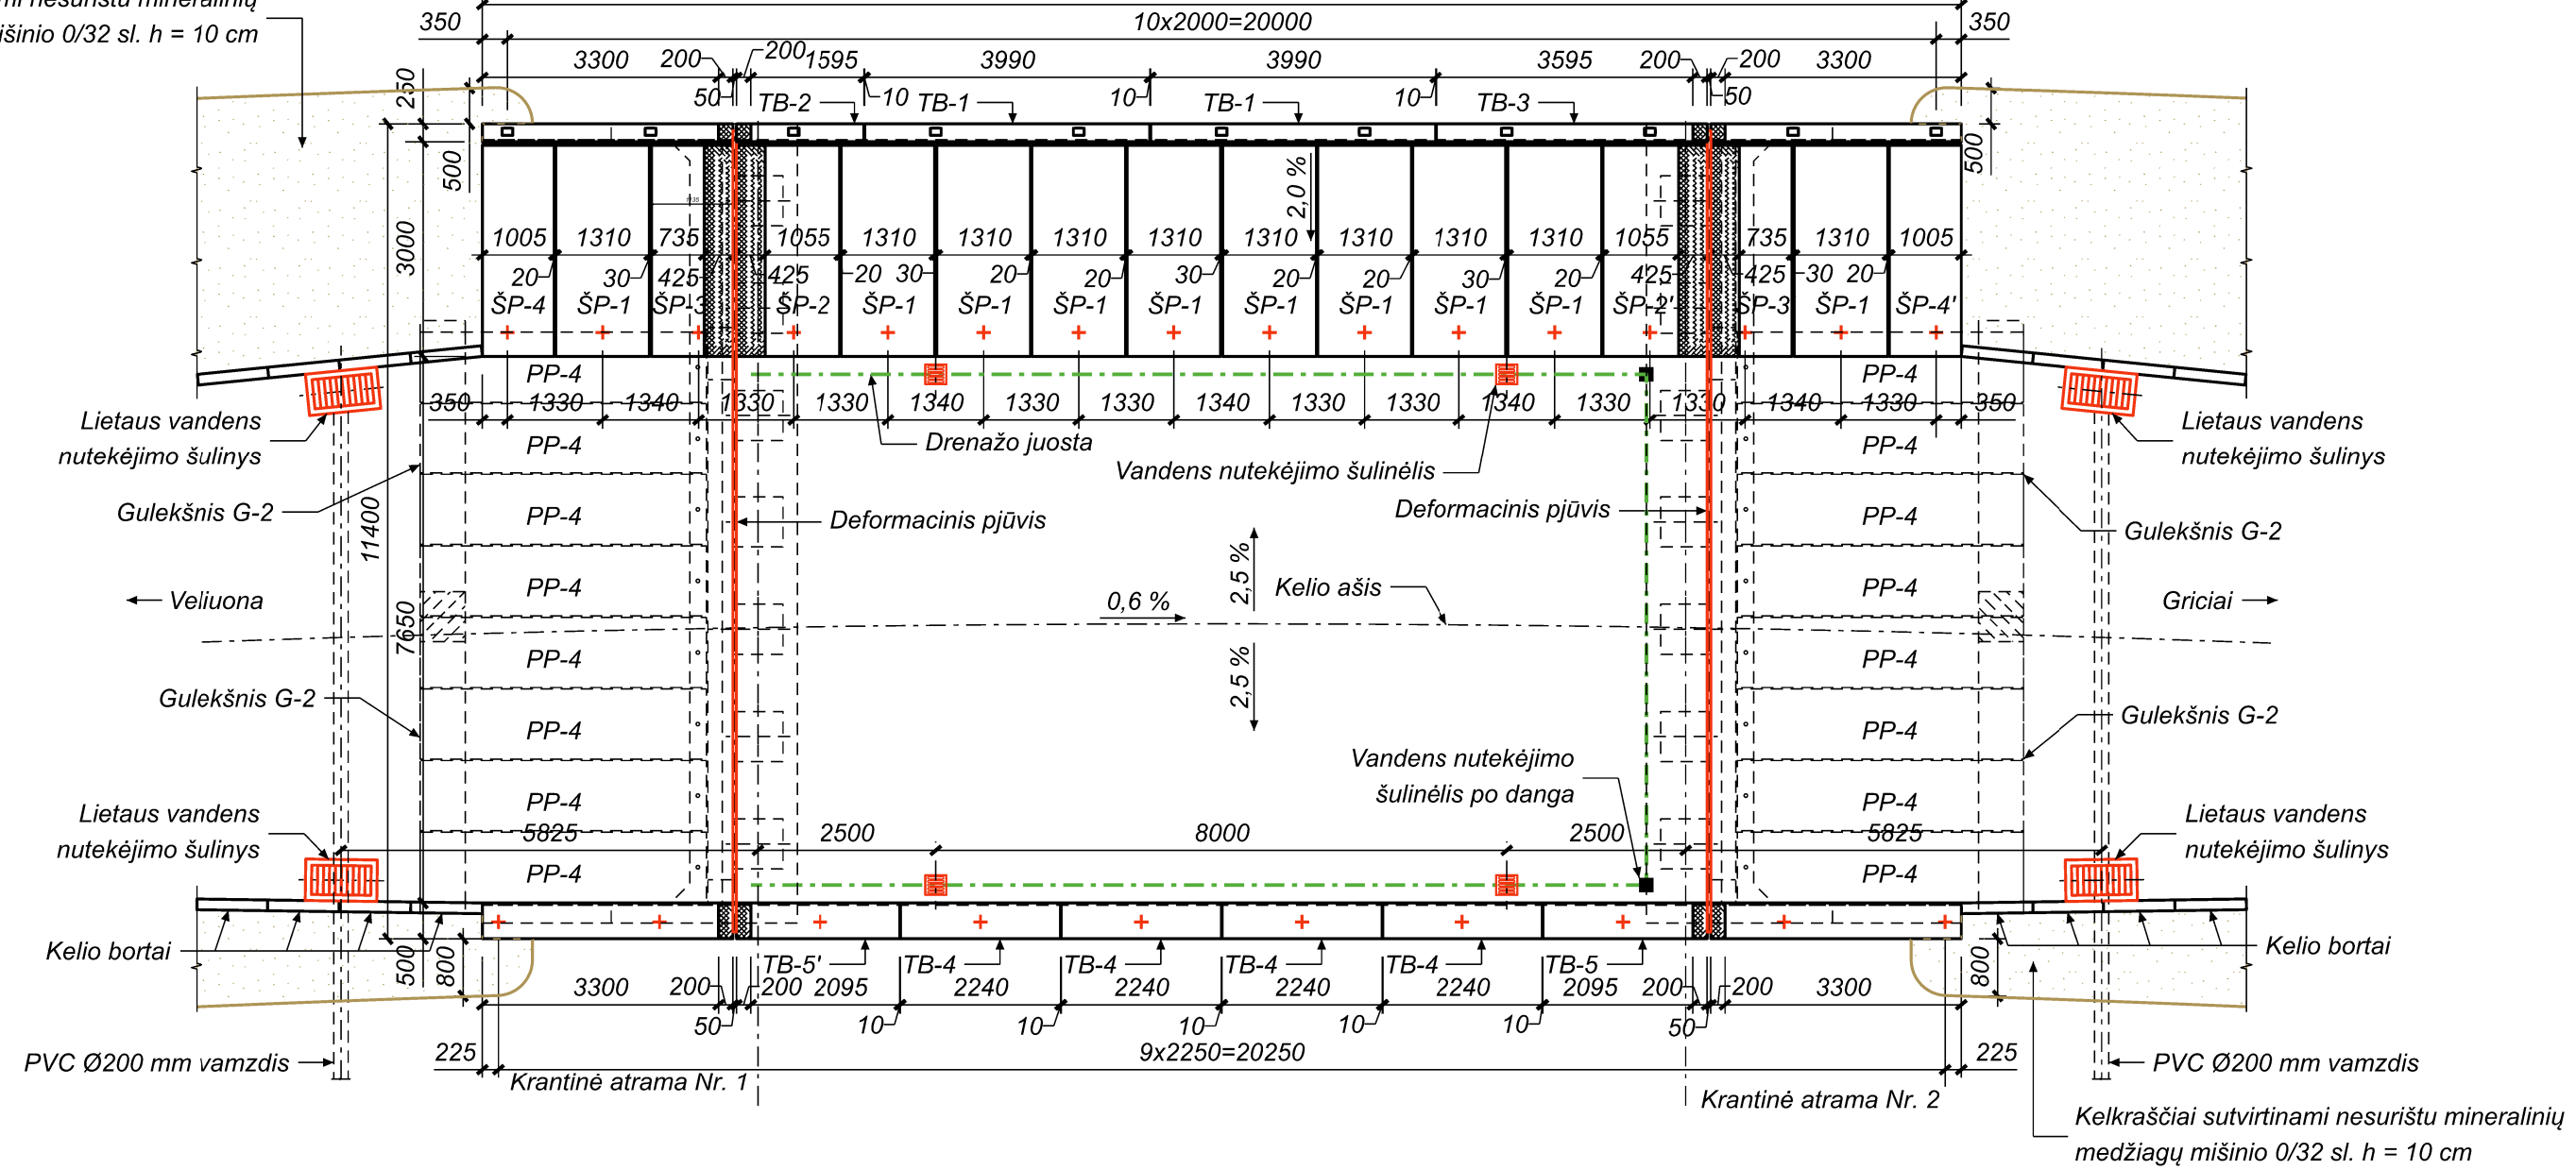 mi nesurištu mineralinių
išinio 0/32 sl. h = 10 cm
350
10x2000=20000
350
3300
200
200
1595
3990
3990
3595
200
200
3300
50
TB-2
10
TB-1
10
TB-1
10
TB-3
50
250
500
3000
500
2,0 %
1005
1310
735
1055
1310
1310
1310
1310
1310
1310
1310
1310
1055
735
1310
1005
20
30
425
425
20
30
20
20
30
20
20
30
20
425
425
30
20
ŠP-4
ŠP-1
ŠP-3
ŠP-2
ŠP-1
ŠP-1
ŠP-1
ŠP-1
ŠP-1
ŠP-1
ŠP-1
ŠP-1
ŠP-2'
ŠP-3
ŠP-1
ŠP-4'
PP-4
PP-4
350
1330
1340
1330
1330
1340
1330
1330
1340
1330
1330
1340
1330
1330
1340
1330
350
Lietaus vandens
nutekėjimo šulinys
Lietaus vandens
nutekėjimo šulinys
PP-4
Drenažo juosta
Vandens nutekėjimo šulinėlis
PP-4
Gulekšnis G-2
11400
PP-4
Deformacinis pjūvis
Deformacinis pjūvis
PP-4
Gulekšnis G-2
Veliuona
PP-4
0,6 %
2,5 %
Kelio ašis
PP-4
Griciai
7650
PP-4
2,5 %
PP-4
Gulekšnis G-2
PP-4
PP-4
Gulekšnis G-2
Vandens nutekėjimo
šulinėlis po danga
Lietaus vandens
nutekėjimo šulinys
PP-4
5825
2500
8000
2500
PP-4
5825
Lietaus vandens
nutekėjimo šulinys
PP-4
PP-4
Kelio bortai
500
800
TB-5'
TB-4
TB-4
TB-4
TB-4
TB-5
800
Kelio bortai
3300
200
200
2095
2240
2240
2240
2240
2095
200
200
3300
50
10
10
10
10
10
50
PVC Ø200 mm vamzdis
225
9x2250=20250
225
PVC Ø200 mm vamzdis
Krantinė atrama Nr. 1
Krantinė atrama Nr. 2
Kelkraščiai sutvirtinami nesurištu mineralinių
medžiagų mišinio 0/32 sl. h = 10 cm